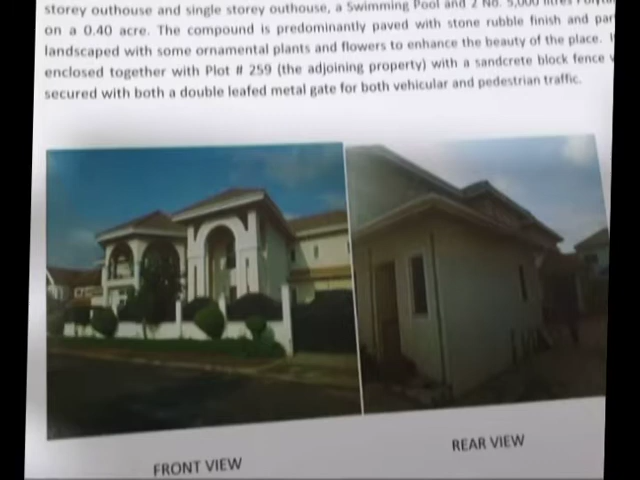 storey outhouse and single storey outhouse, a Swimming Pool and 2 No. 5,000 litres
on a 0.40 acre. The compound is predominantly paved with stone rubble finish and
landscaped with some ornamental plants and flowers to enhance the beauty of the place.
enclosed together with Plot # 259 (the adjoining property) with a sandcrete block fence
secured with both a double leafed metal gate for both vehicular and pedestrian traffic.
REAR VIEW
FRONT VIEW